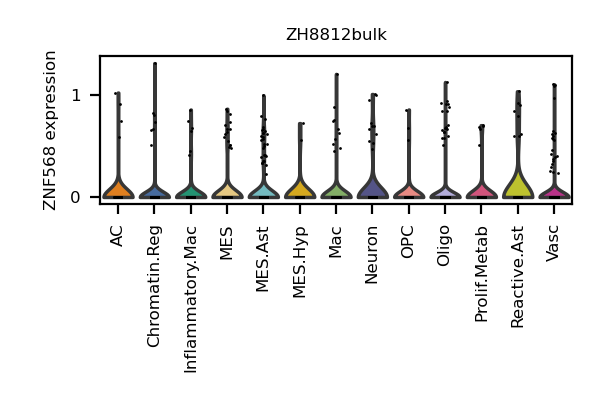 ZH8812bulk
ZNF568 expression
1
0
AC
Chromatin.Reg
Inflammatory.Mac
MES
MES.Ast
MES.Hyp
Mac
Neuron
OPC
Oligo
Prolif.Metab
Reactive.Ast
Vasc